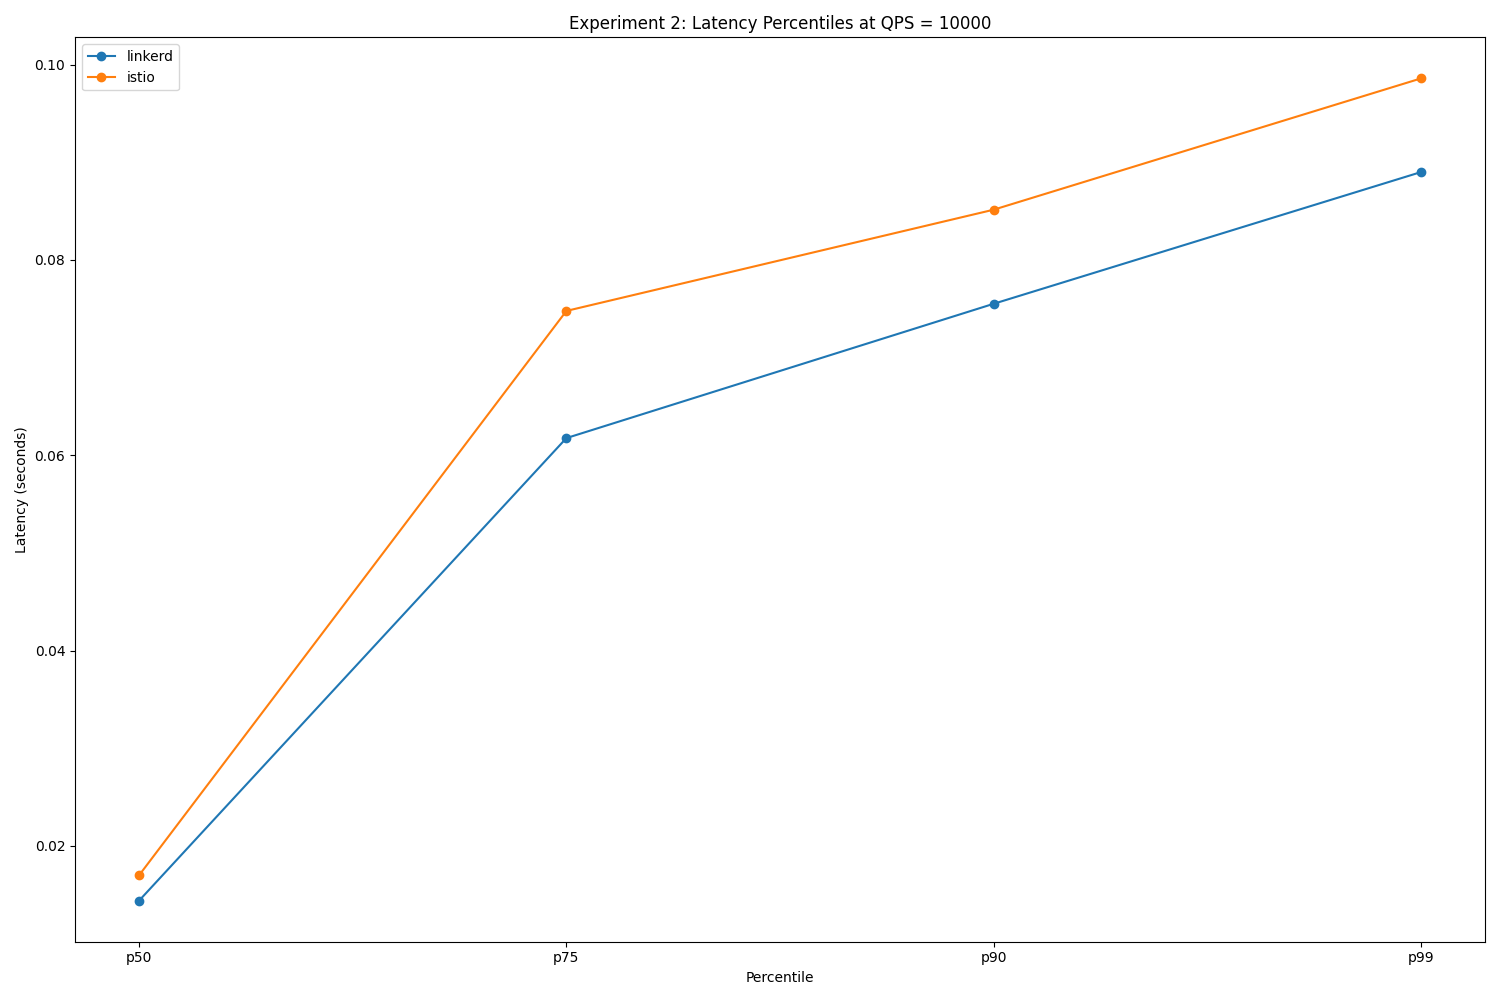 Experiment 2: Latency Percentiles at QPS = 10000
linkerd
istio
0.10
0.08
0.06
0.04
0.02
Latency (seconds)
p50 p75 p90 p99
Percentile